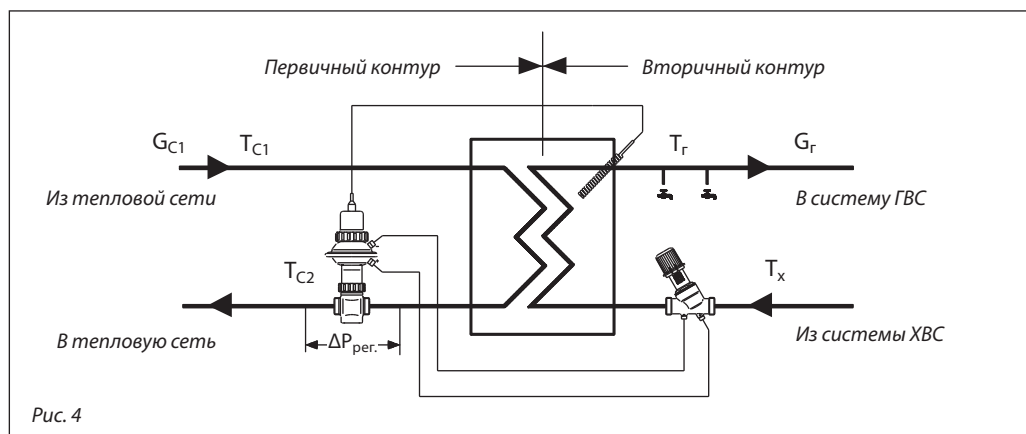 Первичный контур
Вторичный контур
G_C1 T_C1 T_г G_г
Из тепловой сети
В систему ГВС
T_C2 T_х
В тепловую сеть
ΔP_рег.
Из системы ХВС
Рис. 4